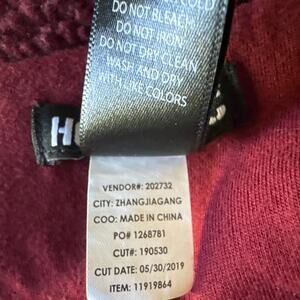 COLD
DO NOT BLEACH
DO NOT IRON
DO NOT DRY CLEAN
WASH AND DRY
WITH LIKE COLORS
H
VENDOR#: 202732
CITY: ZHANGJIAGANG
COO: MADE IN CHINA
PO# 1268781
CUT#: 190530
CUT DATE: 05/30/2019
ITEM: 11919864